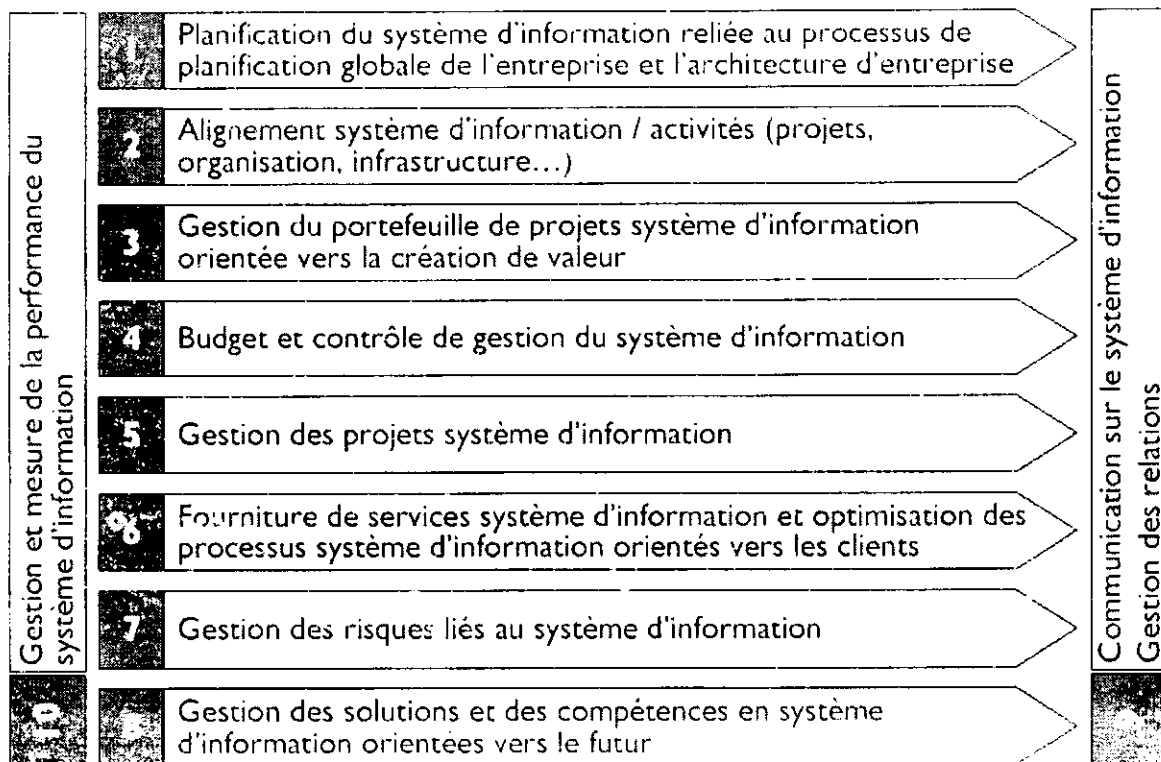 Gestion et mesure de la performance du
système d'information
10
1
Planification du système d'information reliée au processus de
planification globale de l'entreprise et l'architecture d'entreprise
2
Alignement système d'information / activités (projets,
organisation, infrastructure...)
3
Gestion du portefeuille de projets système d'information
orientée vers la création de valeur
4
Budget et contrôle de gestion du système d'information
5
Gestion des projets système d'information
6
Fourniture de services système d'information et optimisation des
processus système d'information orientés vers les clients
7
Gestion des risques liés au système d'information
8
Gestion des solutions et des compétences en système
d'information orientées vers le futur
Communication sur le système d'information
Gestion des relations